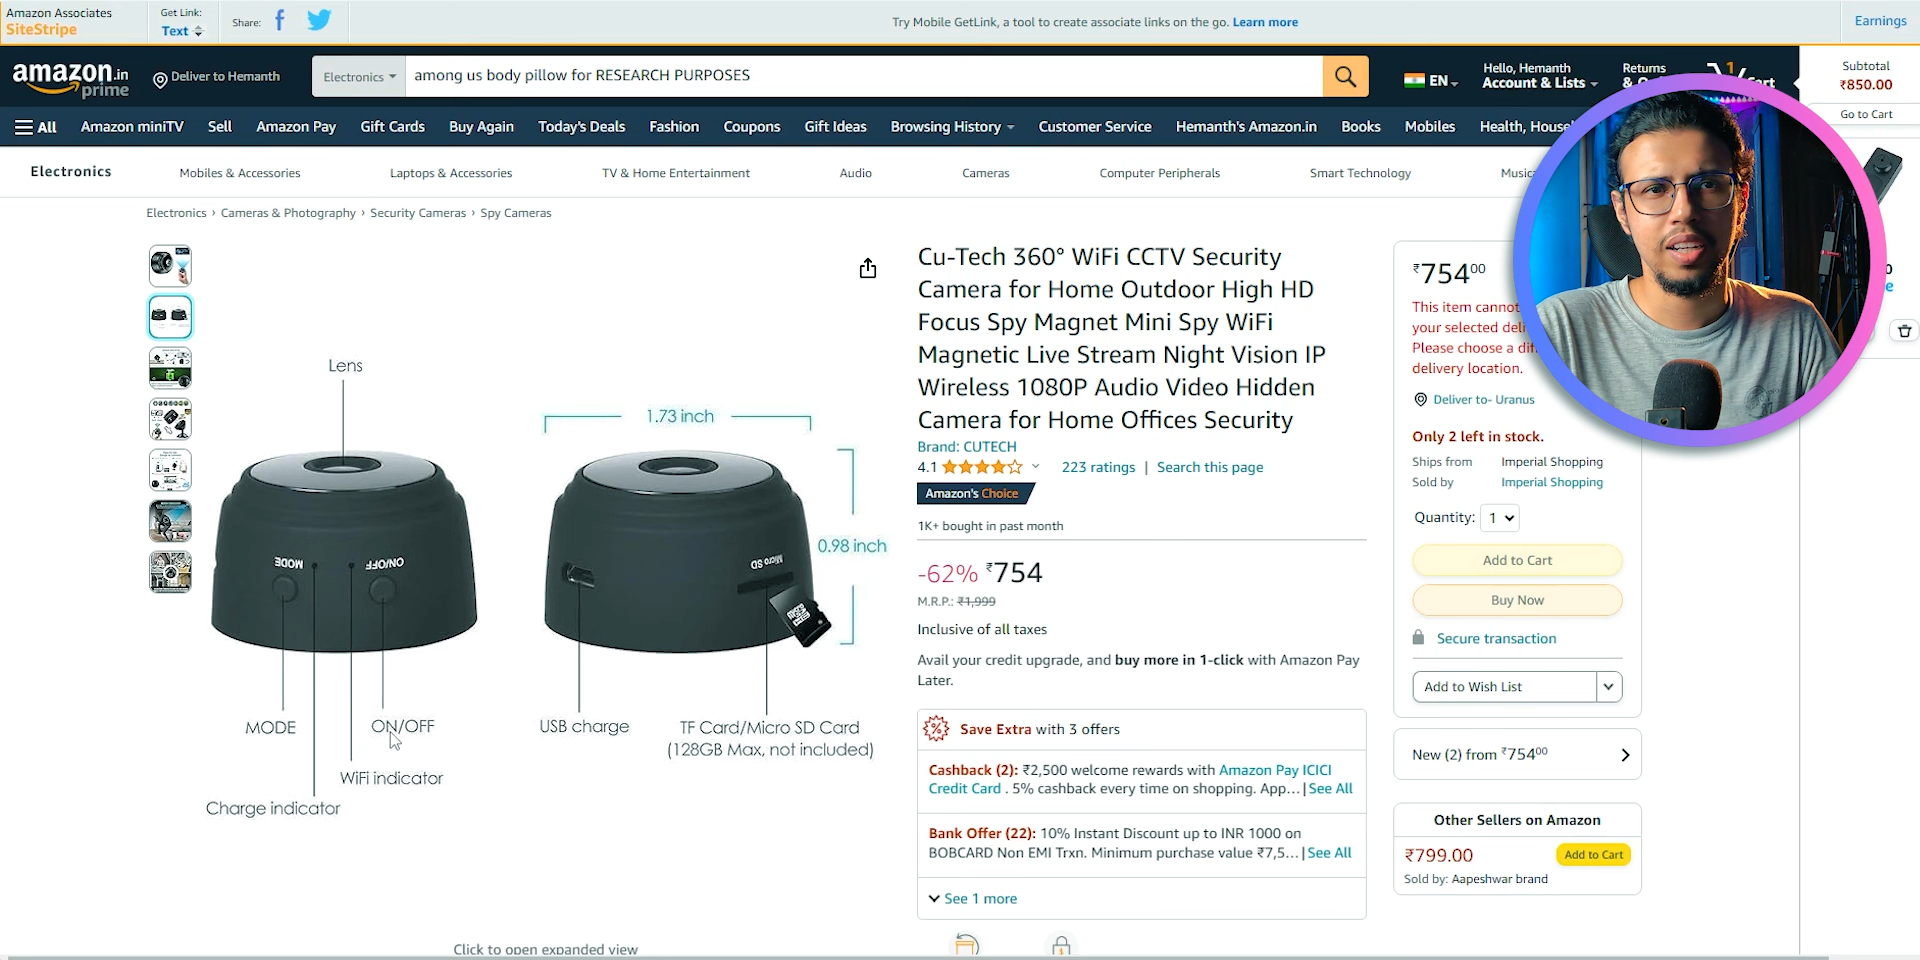 Amazon Associates
SiteStripe
Get Link:
Text
Share:
Try Mobile GetLink, a tool to create associate links on the go. Learn more
Earnings
amazon.in
prime
Deliver to Hemanth
Electronics
among us body pillow for RESEARCH PURPOSES
EN
Hello, Hemanth
Account & Lists
Returns
1
Subtotal
₹850.00
Go to Cart
All
Amazon miniTV
Sell
Amazon Pay
Gift Cards
Buy Again
Today's Deals
Fashion
Coupons
Gift Ideas
Browsing History
Customer Service
Hemanth's Amazon.in
Books
Mobiles
Health, House
Electronics
Mobiles & Accessories
Laptops & Accessories
TV & Home Entertainment
Audio
Cameras
Computer Peripherals
Smart Technology
Electronics › Cameras & Photography › Security Cameras › Spy Cameras
Lens
1.73 inch
0.98 inch
MODE
ON/OFF
Micro SD
MODE
ON/OFF
WiFi indicator
Charge indicator
USB charge
TF Card/Micro SD Card
(128GB Max, not included)
Click to open expanded view
Cu-Tech 360° WiFi CCTV Security
Camera for Home Outdoor High HD
Focus Spy Magnet Mini Spy WiFi
Magnetic Live Stream Night Vision IP
Wireless 1080P Audio Video Hidden
Camera for Home Offices Security
Brand: CUTECH
4.1
223 ratings | Search this page
Amazon's Choice
1K+ bought in past month
-62% ₹754
M.R.P.: ₹1,999
Inclusive of all taxes
Avail your credit upgrade, and buy more in 1-click with Amazon Pay
Later.
Save Extra with 3 offers
Cashback (2): ₹2,500 welcome rewards with Amazon Pay ICICI
Credit Card . 5% cashback every time on shopping. App... | See All
Bank Offer (22): 10% Instant Discount up to INR 1000 on
BOBCARD Non EMI Trxn. Minimum purchase value ₹7,5... | See All
See 1 more
₹75400
This item cannot
your selected
Please choose a
delivery location.
Deliver to- Uranus
Only 2 left in stock.
Ships from Imperial Shopping
Sold by Imperial Shopping
Quantity: 1
Add to Cart
Buy Now
Secure transaction
Add to Wish List
New (2) from ₹75400
Other Sellers on Amazon
₹799.00
Add to Cart
Sold by: Aapeshwar brand